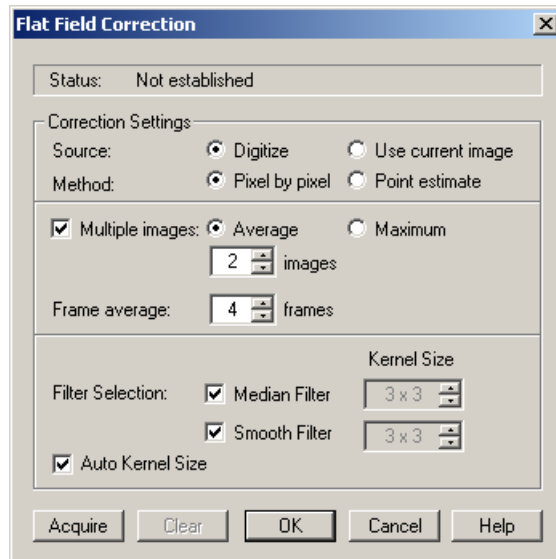 Flat Field Correction
Status: Not established
Correction Settings
Source: Digitize Use current image
Method: Pixel by pixel Point estimate
Multiple images: Average Maximum
2 images
Frame average: 4 frames
Kernel Size
Filter Selection: Median Filter 3 x 3
Smooth Filter 3 x 3
Auto Kernel Size
Acquire Clear OK Cancel Help